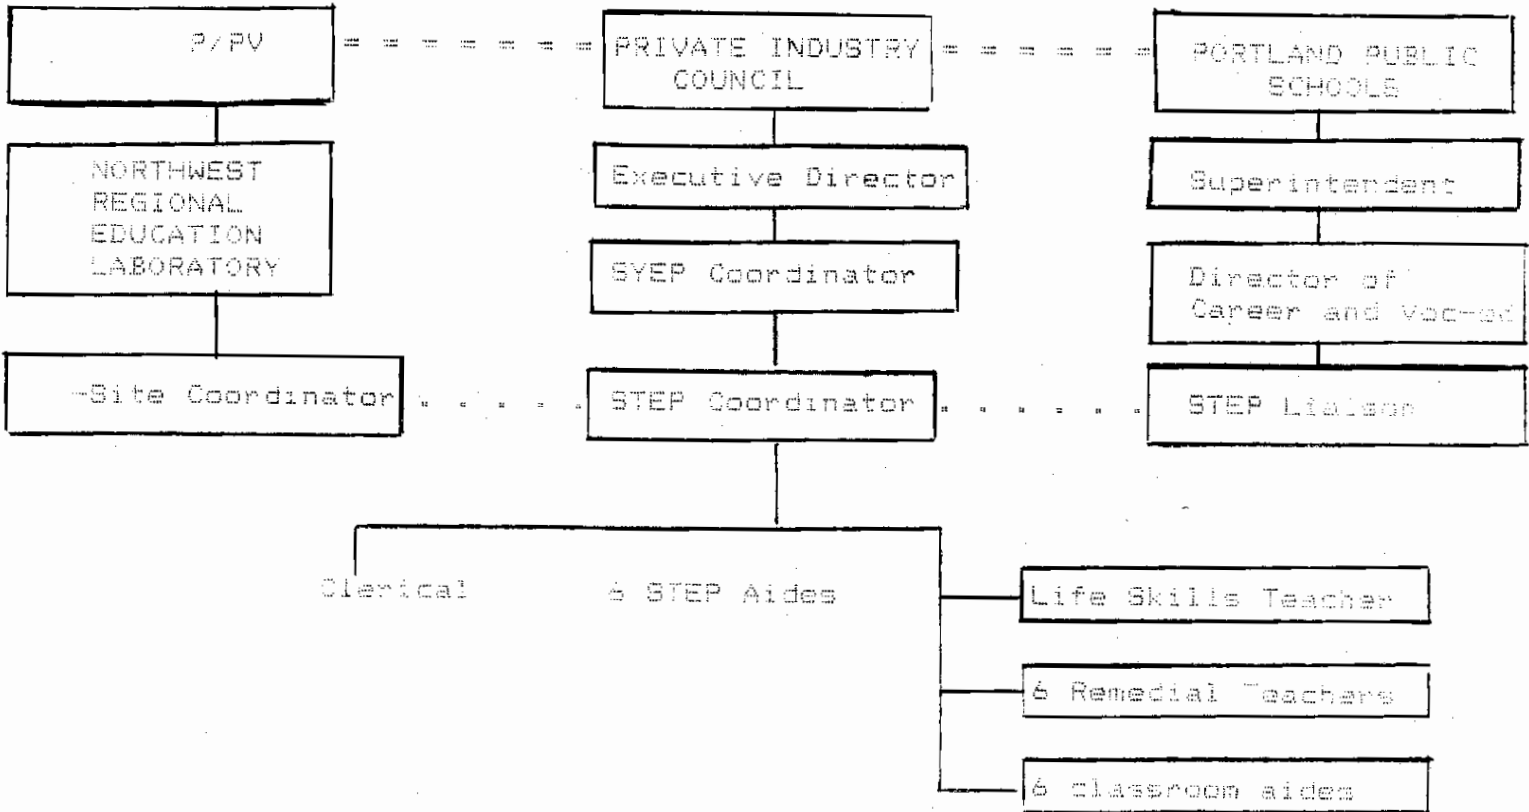 P/PV = = = = = = = PRIVATE INDUSTRY COUNCIL = = = = = = PORTLAND PUBLIC SCHOOLS
NORTHWEST
REGIONAL
EDUCATION
LABORATORY
Executive Director
Superintendent
SYEP Coordinator
Director of
Career and Voc-ed
-Site Coordinator . . . . . STEP Coordinator . . . . . . STEP Liaison
Clerical
6 STEP Aides
Life Skills Teacher
6 Remedial Teachers
6 classroom aides